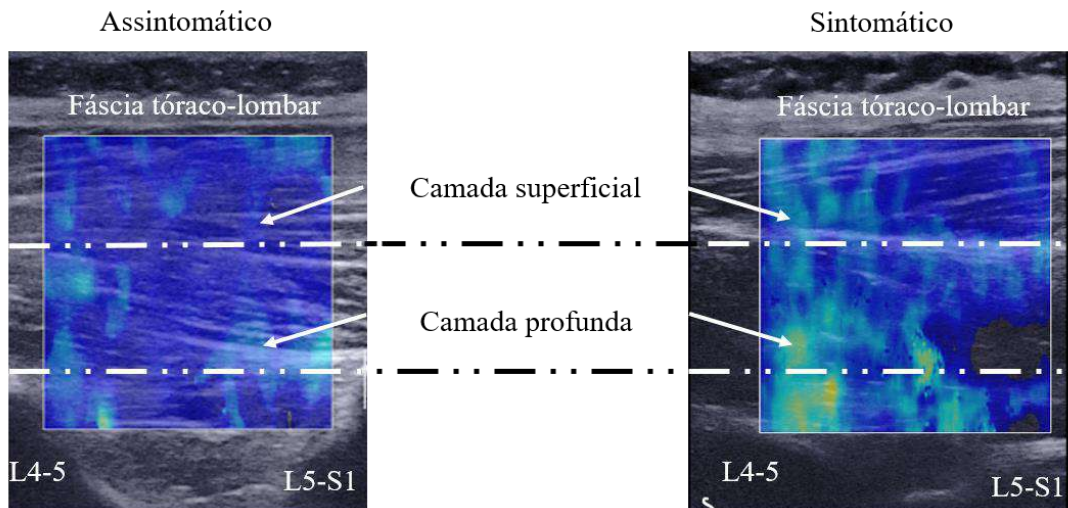 Assintomático
Sintomático
Fáscia tóraco-lombar
Fáscia tóraco-lombar
Camada superficial
Camada profunda
L4-5
L5-S1
L4-5
L5-S1